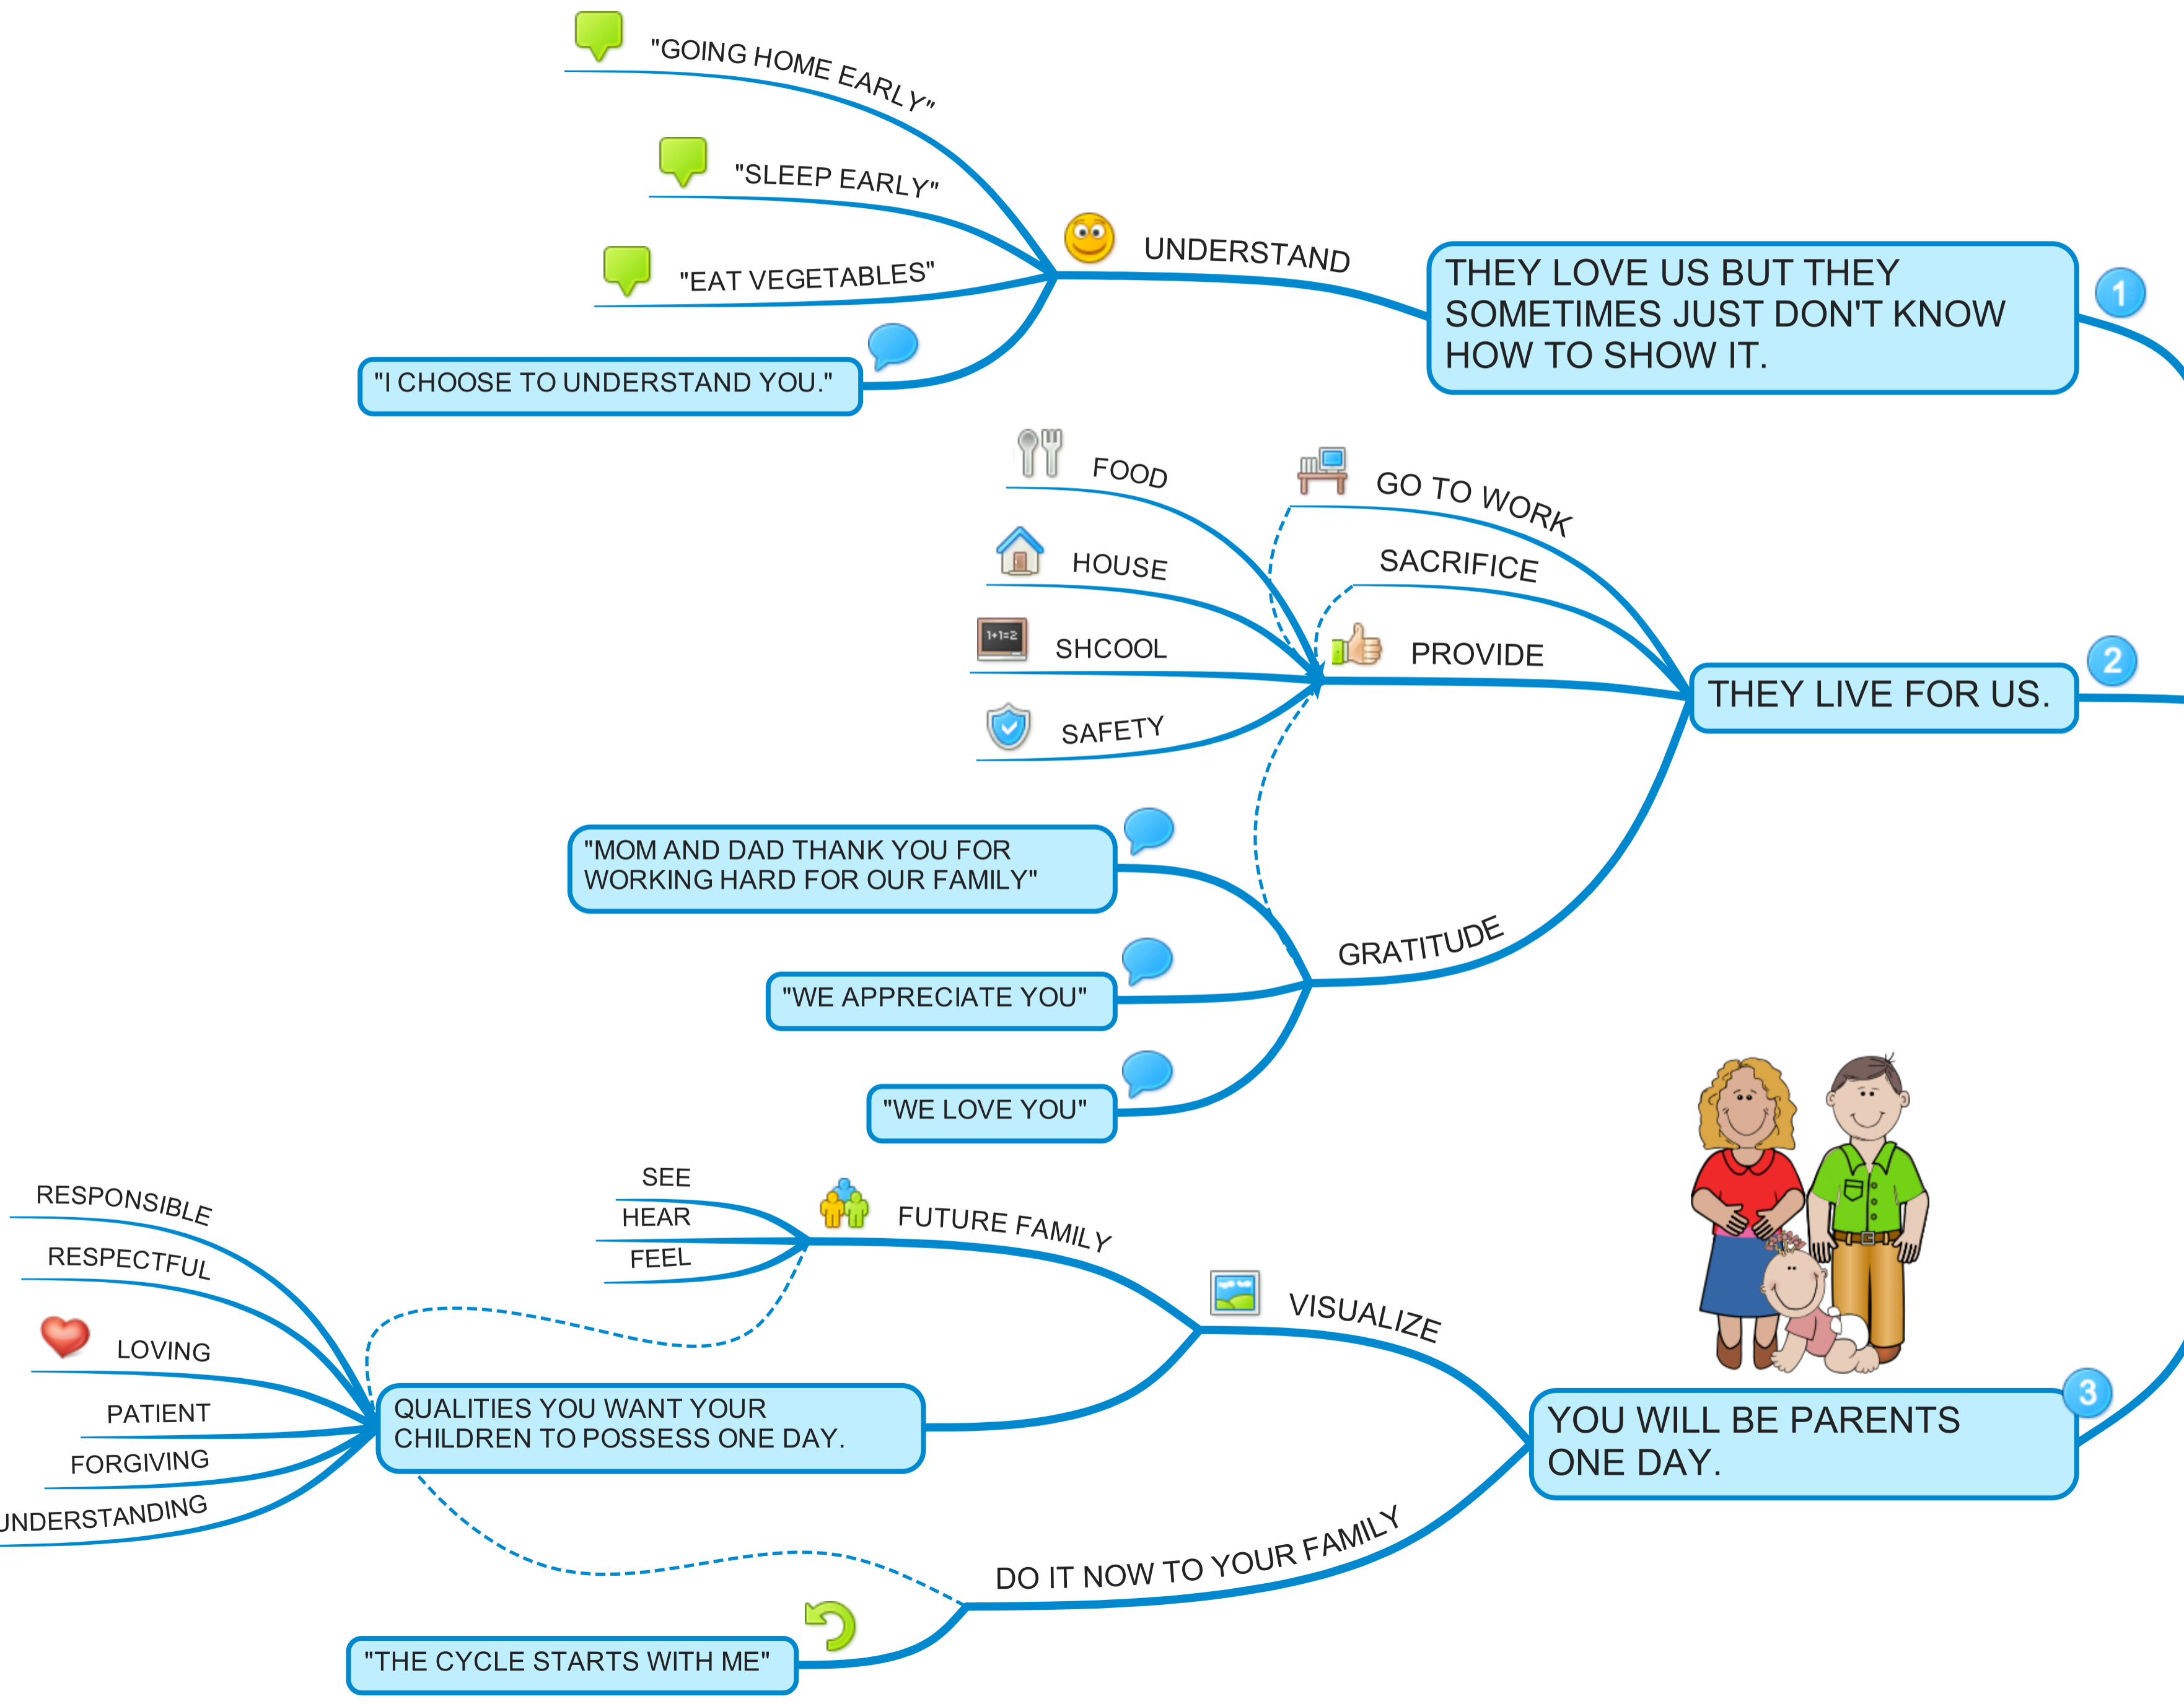 "GOING HOME EARLY"
"SLEEP EARLY"
"EAT VEGETABLES"
"I CHOOSE TO UNDERSTAND YOU."
UNDERSTAND
THEY LOVE US BUT THEY
SOMETIMES JUST DON'T KNOW
HOW TO SHOW IT.
1
FOOD
HOUSE
1+1=2
SHCOOL
SAFETY
GO TO WORK
SACRIFICE
PROVIDE
THEY LIVE FOR US.
2
"MOM AND DAD THANK YOU FOR
WORKING HARD FOR OUR FAMILY"
"WE APPRECIATE YOU"
"WE LOVE YOU"
GRATITUDE
SEE
HEAR
FEEL
FUTURE FAMILY
VISUALIZE
RESPONSIBLE
RESPECTFUL
LOVING
PATIENT
FORGIVING
UNDERSTANDING
QUALITIES YOU WANT YOUR
CHILDREN TO POSSESS ONE DAY.
YOU WILL BE PARENTS
ONE DAY.
3
DO IT NOW TO YOUR FAMILY
"THE CYCLE STARTS WITH ME"